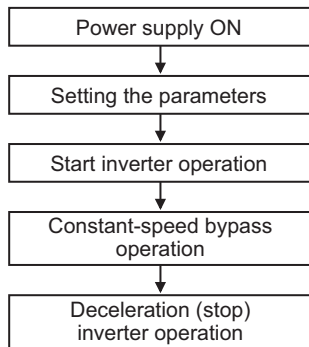 Power supply ON
Setting the parameters
Start inverter operation
Constant-speed bypass
operation
Deceleration (stop)
inverter operation